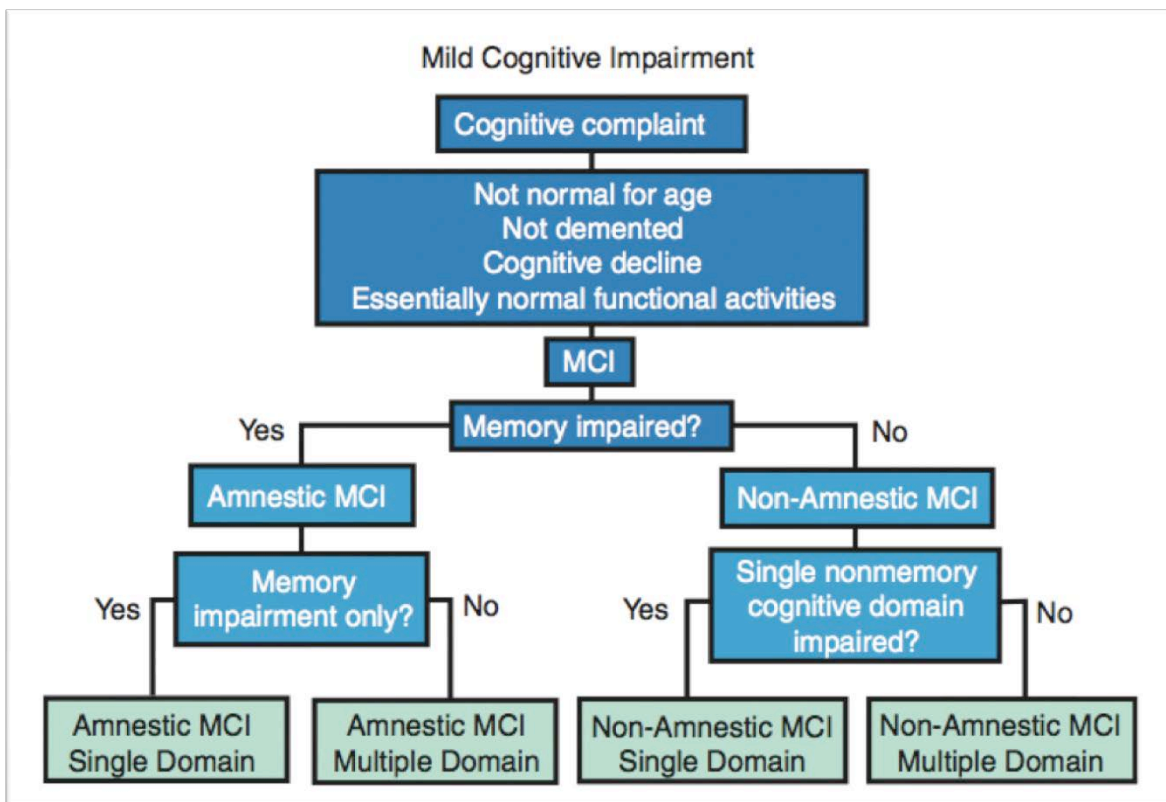 Mild Cognitive Impairment
Cognitive complaint
Not normal for age
Not demented
Cognitive decline
Essentially normal functional activities
MCI
Memory impaired?
Yes
No
Amnestic MCI
Non-Amnestic MCI
Memory
impairment only?
Yes
No
Single nonmemory
cognitive domain
impaired?
Yes
No
Amnestic MCI
Single Domain
Amnestic MCI
Multiple Domain
Non-Amnestic MCI
Single Domain
Non-Amnestic MCI
Multiple Domain